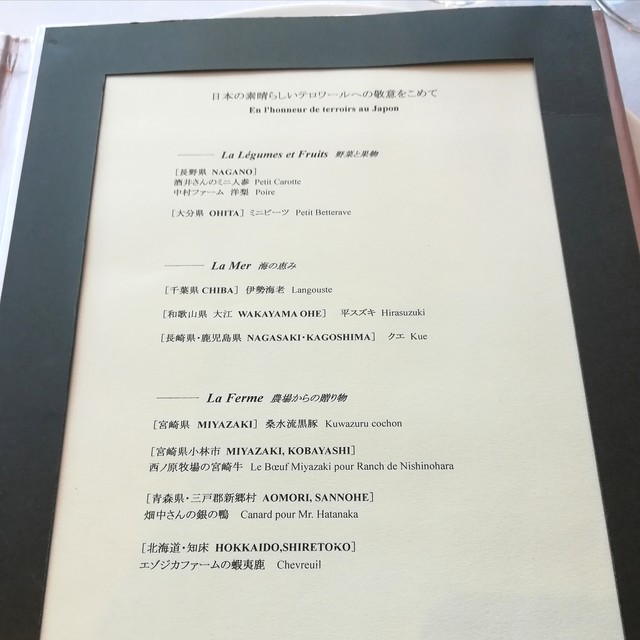 日本の素晴らしいテロワールへの敬意をこめて
En l'honneur de terroirs au Japon
La Légumes et Fruits 野菜と果物
[長野県 NAGANO]
酒井さんのミニ人参 Petit Carotte
中村ファーム 洋梨 Poire
[大分県 OHITA] ミニビーツ Petit Betterave
La Mer 海の恵み
[千葉県 CHIBA] 伊勢海老 Langouste
[和歌山県 大江 WAKAYAMA OHE] 平スズキ Hirasuzuki
[長崎県・鹿児島県 NAGASAKI・KAGOSHIMA] クエ Kue
La Ferme 農場からの贈り物
[宮崎県 MIYAZAKI] 桑水流黒豚 Kuwazuru cochon
[宮崎県小林市 MIYAZAKI, KOBAYASHI]
西ノ原牧場の宮崎牛 Le Bœuf Miyazaki pour Ranch de Nishinohara
[青森県・三戸郡新郷村 AOMORI, SANNOHE]
畑中さんの銀の鴨 Canard pour Mr. Hatanaka
[北海道・知床 HOKKAIDO,SHIRETOKO]
エゾジカファームの蝦夷鹿 Chevreuil